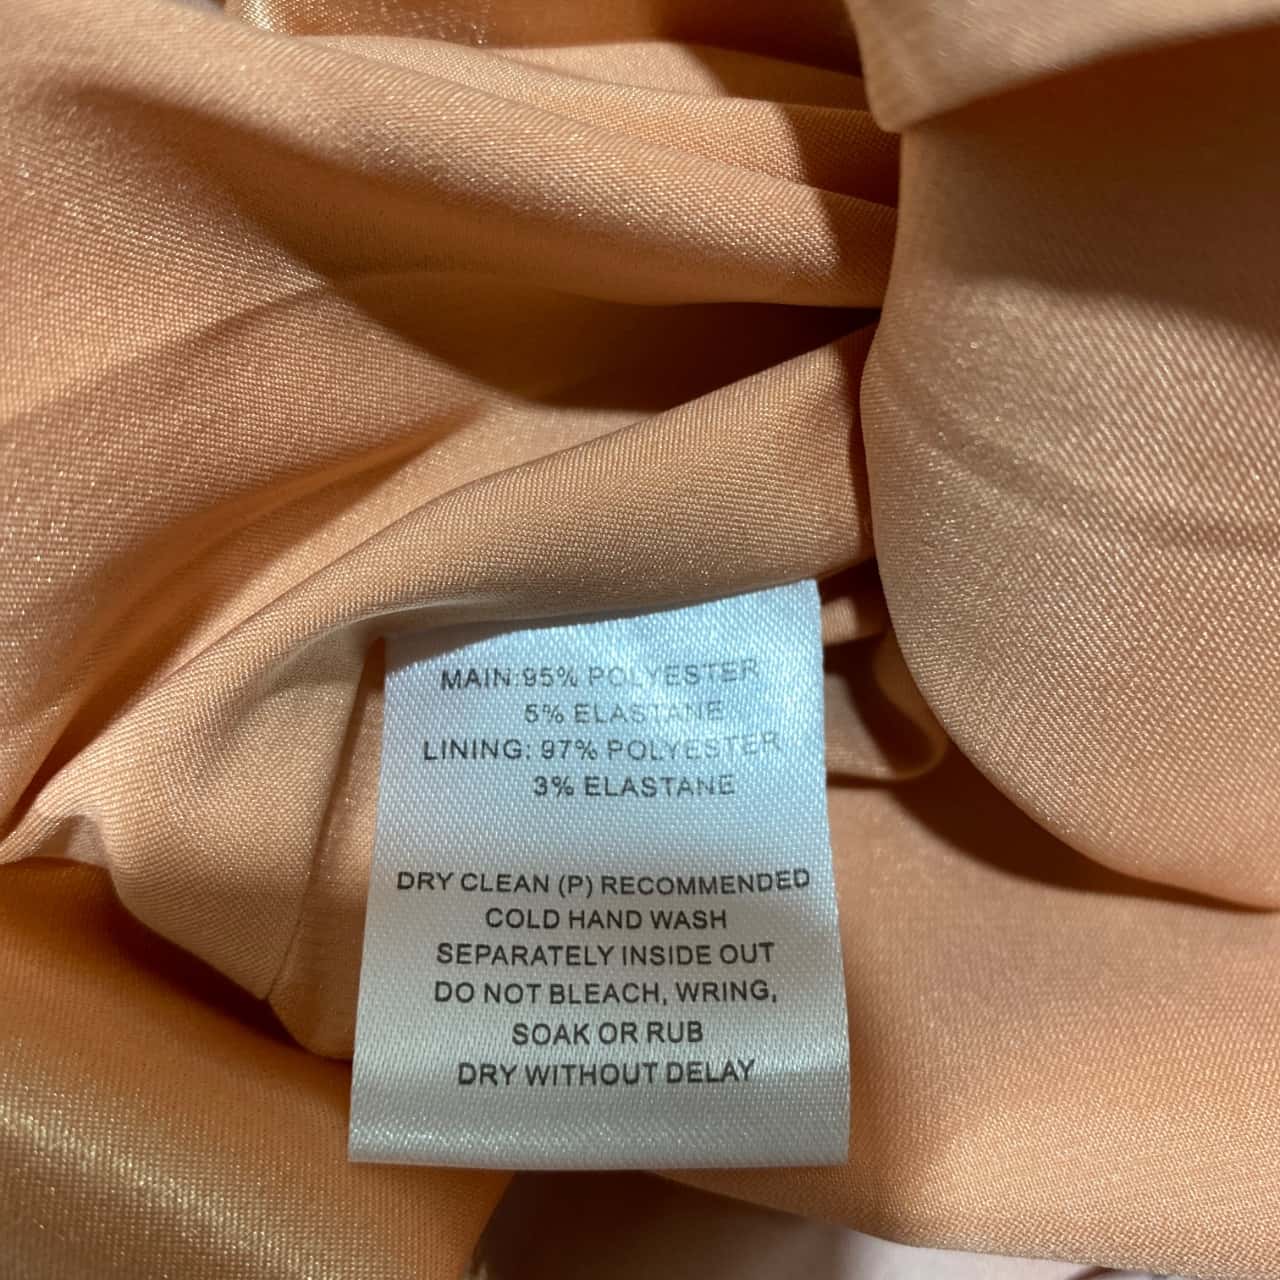 MAIN:95% POLYESTER
5% ELASTANE
LINING: 97% POLYESTER
3% ELASTANE
DRY CLEAN (P) RECOMMENDED
COLD HAND WASH
SEPARATELY INSIDE OUT
DO NOT BLEACH, WRING,
SOAK OR RUB
DRY WITHOUT DELAY